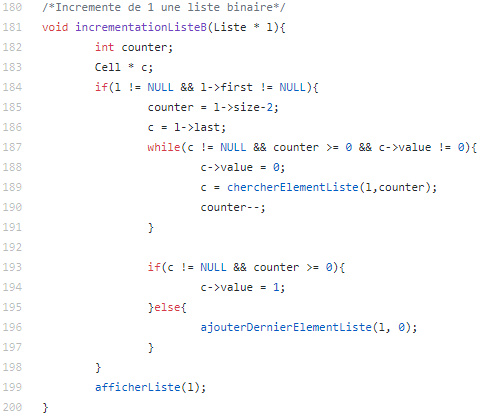 180 /*Incremente de 1 une liste binaire*/
181 void incrementationListeB(Liste * l){
182 int counter;
183 Cell * c;
184 if(l != NULL && l->first != NULL){
185 counter = l->size-2;
186 c = l->last;
187 while(c != NULL && counter >= 0 && c->value != 0){
188 c->value = 0;
189 c = chercherElementListe(l,counter);
190 counter--;
191 }
192
193 if(c != NULL && counter >= 0){
194 c->value = 1;
195 }else{
196 ajouterDernierElementListe(l, 0);
197 }
198 }
199 afficherListe(l);
200 }